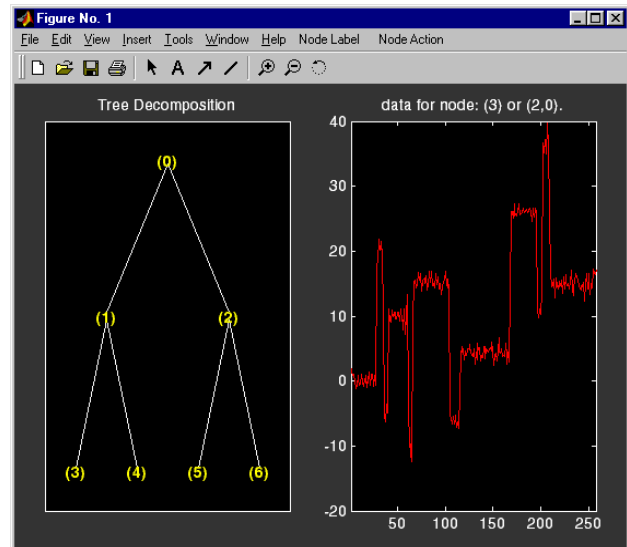 Figure No. 1
File Edit View Insert Tools Window Help Node Label Node Action
Tree Decomposition
(0)
(1) (2)
(3) (4) (5) (6)
data for node: (3) or (2,0).
40
30
20
10
0
-10
-20
50 100 150 200 250